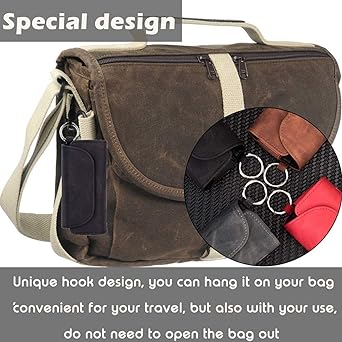 Special design
Unique hook design, you can hang it on your bag
'convenient for your travel, but also with your use,
do not need to open the bag out